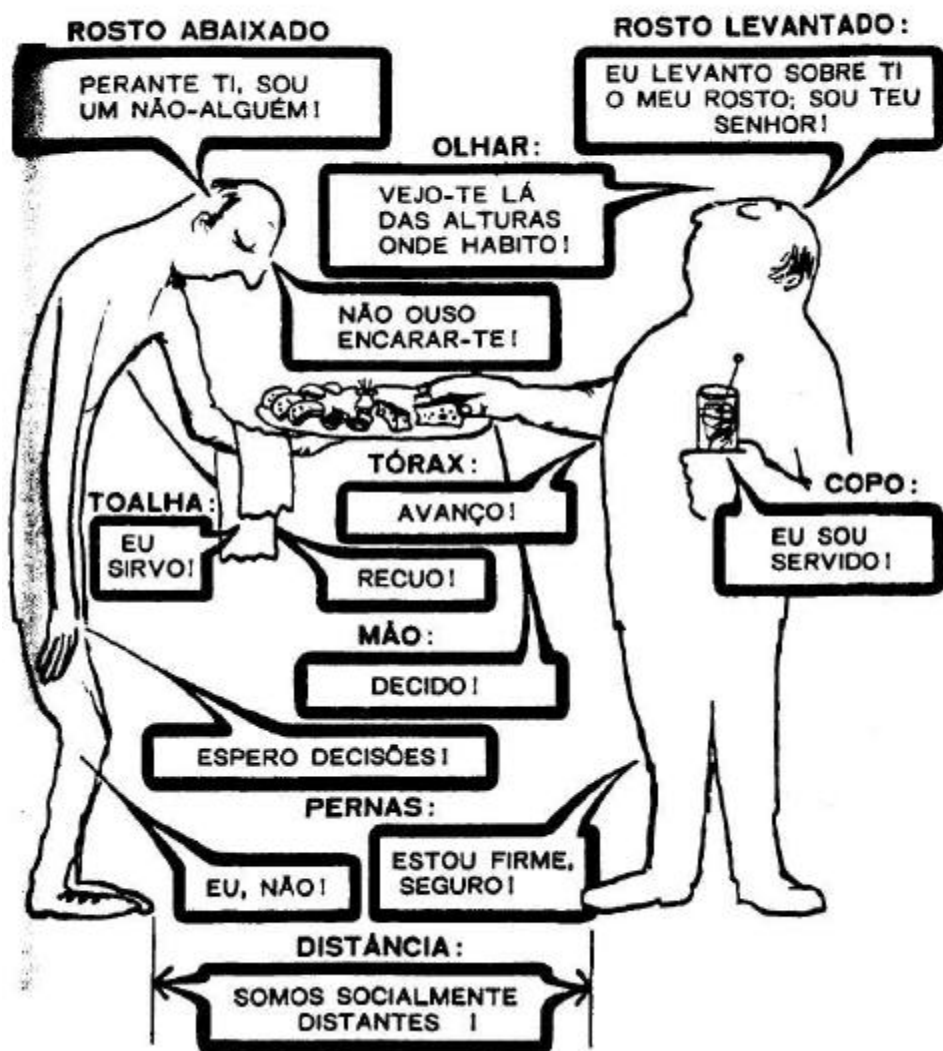 ROSTO ABAIXADO
PERANTE TI, SOU
UM NÃO-ALGUÉM!
ROSTO LEVANTADO:
EU LEVANTO SOBRE TI
O MEU ROSTO; SOU TEU
SENHOR!
OLHAR:
VEJO-TE LÁ
DAS ALTURAS
ONDE HABITO!
NÃO OUSO
ENCARAR-TE!
TÓRAX:
AVANÇO!
TOALHA:
EU
SIRVO!
RECUO!
COPO:
EU SOU
SERVIDO!
MÃO:
DECIDO!
ESPERO DECISÕES!
PERNAS:
EU, NÃO!
ESTOU FIRME,
SEGURO!
DISTÂNCIA:
SOMOS SOCIALMENTE
DISTANTES !